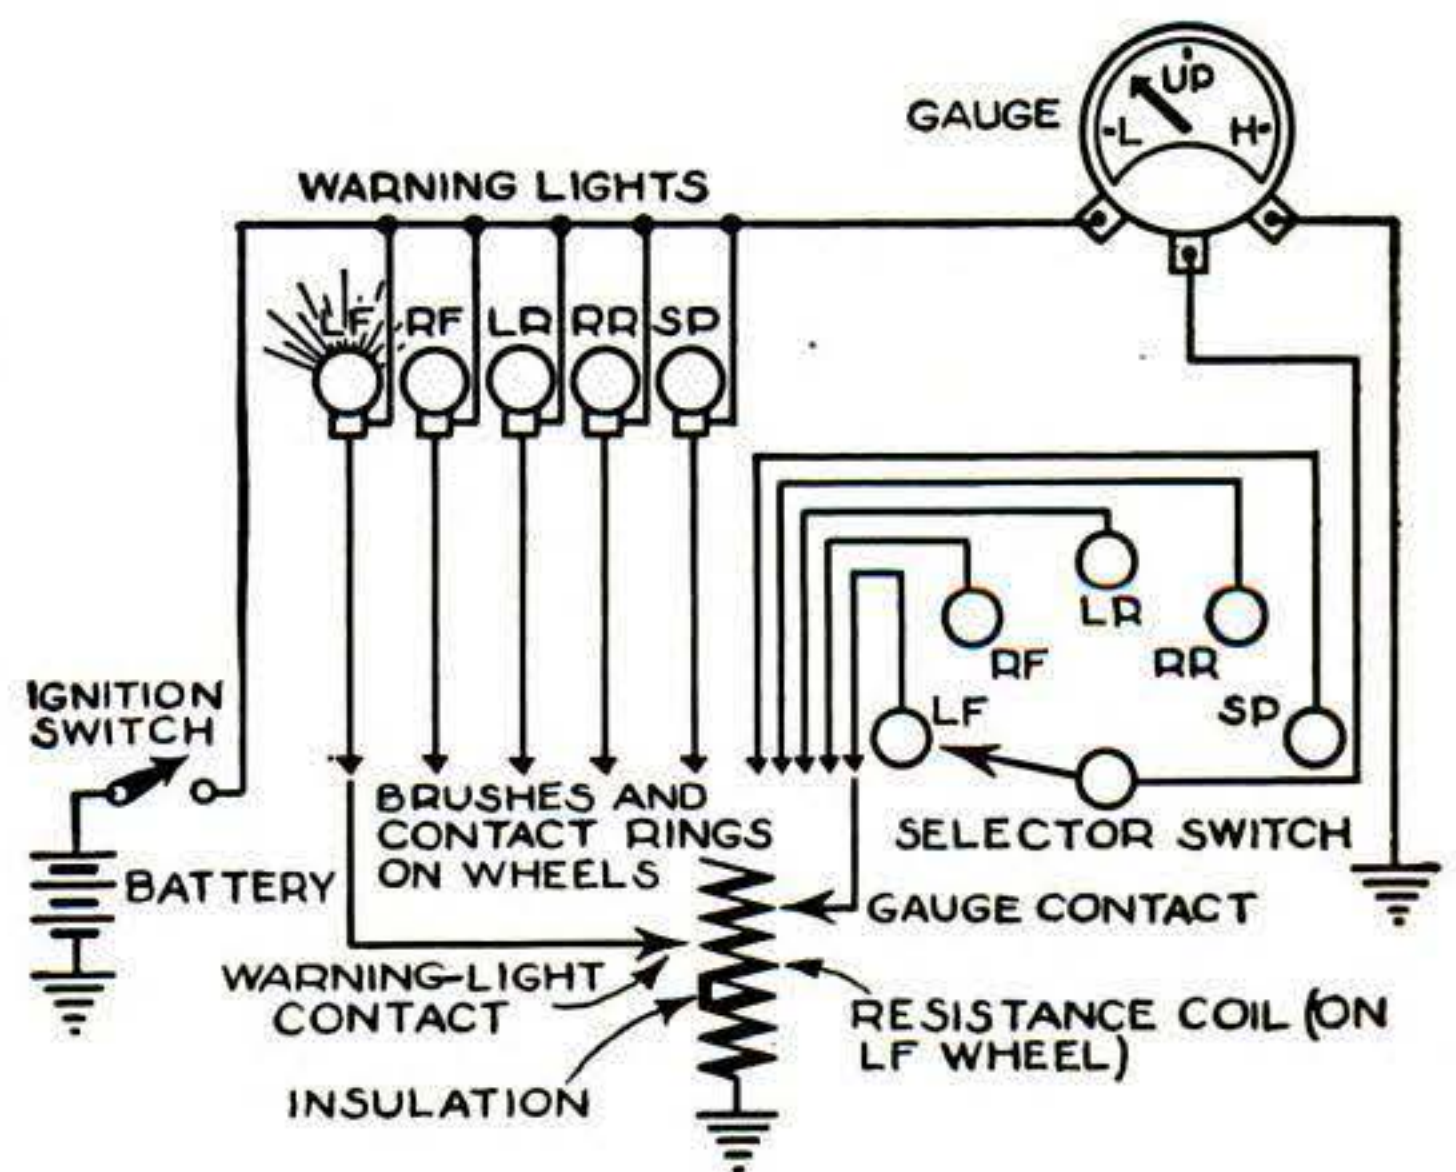 GAUGE
UP
L
H
WARNING LIGHTS
LF RF LR RR SP
LR
RF
RR
LF
SP
IGNITION
SWITCH
BRUSHES AND
CONTACT RINGS
ON WHEELS
SELECTOR SWITCH
BATTERY
GAUGE CONTACT
WARNING-LIGHT
CONTACT
RESISTANCE COIL (ON
LF WHEEL)
INSULATION